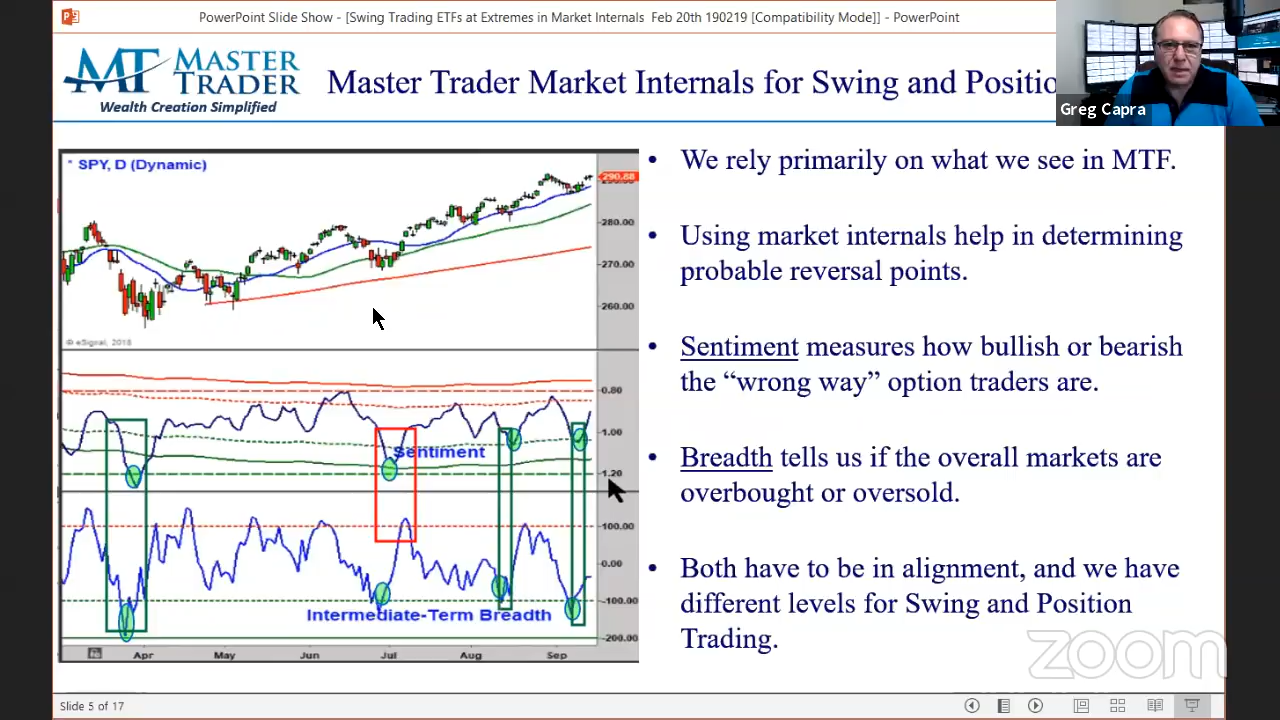 PowerPoint Slide Show - [Swing Trading ETFs at Extremes in Market Internals Feb 20th 190219 [Compatibility Mode]] - PowerPoint
MT MASTER TRADER
Wealth Creation Simplified
Master Trader Market Internals for Swing and Positio
Greg Capra
* SPY, D (Dynamic)
290.88
280.00
270.00
260.00
© eSignal, 2018
0.80
1.00
Sentiment
1.20
100.00
0.00
-100.00
Intermediate-Term Breadth
-200.00
Apr May Jun Jul Aug Sep
• We rely primarily on what we see in MTF.
• Using market internals help in determining
probable reversal points.
• Sentiment measures how bullish or bearish
the “wrong way” option traders are.
• Breadth tells us if the overall markets are
overbought or oversold.
• Both have to be in alignment, and we have
different levels for Swing and Position
Trading.
zoom
Slide 5 of 17